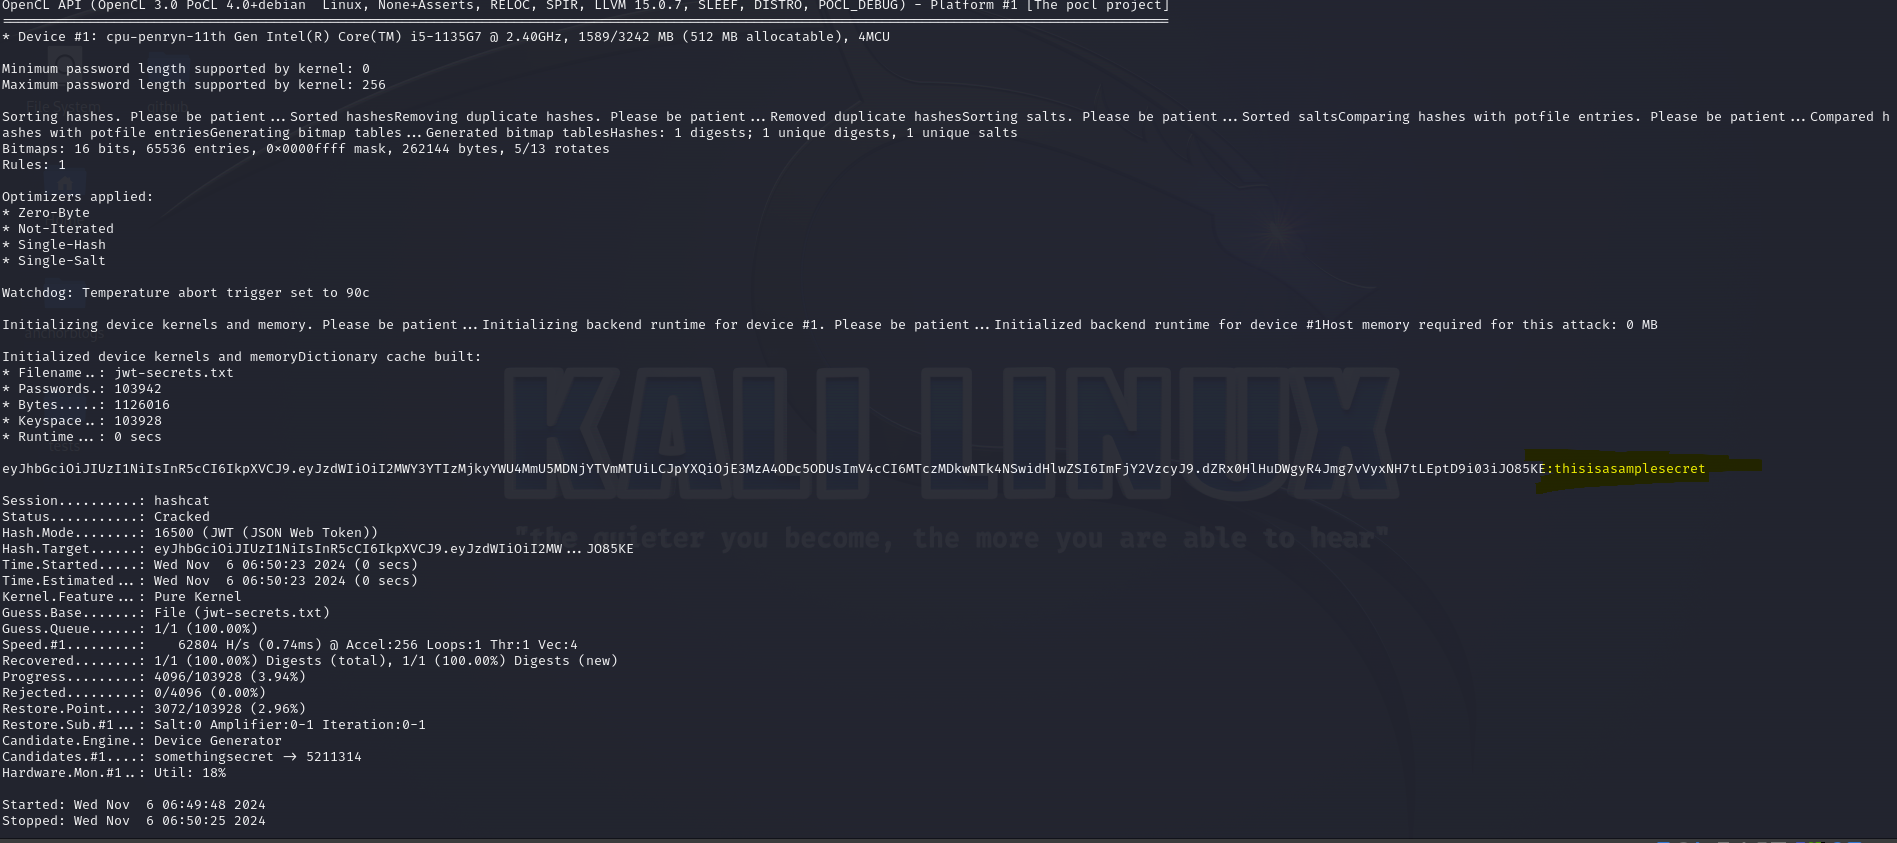 OpenCL API (OpenCL 3.0 PoCL 4.0+debian  Linux, None+Asserts, RELOC, SPIR, LLVM 15.0.7, SLEEF, DISTRO, POCL_DEBUG) - Platform #1 [The pocl project]
* Device #1: cpu-penryn-11th Gen Intel(R) Core(TM) i5-1135G7 @ 2.40GHz, 1589/3242 MB (512 MB allocatable), 4MCU
Minimum password length supported by kernel: 0
Maximum password length supported by kernel: 256
File System
github
Sorting hashes. Please be patient...Sorted hashesRemoving duplicate hashes. Please be patient...Removed duplicate hashesSorting salts. Please be patient...Sorted saltsComparing hashes with potfile entries. Please be patient...Compared h
ashes with potfile entriesGenerating bitmap tables...Generated bitmap tablesHashes: 1 digests; 1 unique digests, 1 unique salts
Bitmaps: 16 bits, 65536 entries, 0x0000ffff mask, 262144 bytes, 5/13 rotates
Rules: 1
Optimizers applied:
* Zero-Byte
* Not-Iterated
* Single-Hash
* Single-Salt
Watchdog: Temperature abort trigger set to 90c
Initializing device kernels and memory. Please be patient...Initializing backend runtime for device #1. Please be patient...Initialized backend runtime for device #1Host memory required for this attack: 0 MB
Initialized device kernels and memoryDictionary cache built:
* Filename..: jwt-secrets.txt
* Passwords.: 103942
* Bytes.....: 1126016
* Keyspace..: 103928
* Runtime...: 0 secs
tests
KALI LINUX
eyJhbGciOiJIUzI1NiIsInR5cCI6IkpXVCJ9.eyJzdWIiOiI2MWY3YTIzMjkyYWU4MmU5MDNjYTVmMTUiLCJpYXQiOjE3MzA4ODc5ODUsImV4cCI6MTczMDkwNTk4NSwidHlwZSI6ImFjY2VzcyJ9.dZRx0HlHuDWgyR4Jmg7vVyxNH7tLEptD9i03iJO85KE:thisisasamplesecret
Session..........: hashcat
Status...........: Cracked
Hash.Mode........: 16500 (JWT (JSON Web Token))
"the quieter you become, the more you are able to hear"
Hash.Target......: eyJhbGciOiJIUzI1NiIsInR5cCI6IkpXVCJ9.eyJzdWIiOiI2MW...JO85KE
Time.Started.....: Wed Nov  6 06:50:23 2024 (0 secs)
Time.Estimated...: Wed Nov  6 06:50:23 2024 (0 secs)
Kernel.Feature...: Pure Kernel
Guess.Base.......: File (jwt-secrets.txt)
Guess.Queue......: 1/1 (100.00%)
Speed.#1.........:    62804 H/s (0.74ms) @ Accel:256 Loops:1 Thr:1 Vec:4
Recovered........: 1/1 (100.00%) Digests (total), 1/1 (100.00%) Digests (new)
Progress.........: 4096/103928 (3.94%)
Rejected.........: 0/4096 (0.00%)
Restore.Point....: 3072/103928 (2.96%)
Restore.Sub.#1...: Salt:0 Amplifier:0-1 Iteration:0-1
Candidate.Engine.: Device Generator
Candidates.#1....: somethingsecret -> 5211314
Hardware.Mon.#1..: Util: 18%
Started: Wed Nov  6 06:49:48 2024
Stopped: Wed Nov  6 06:50:25 2024